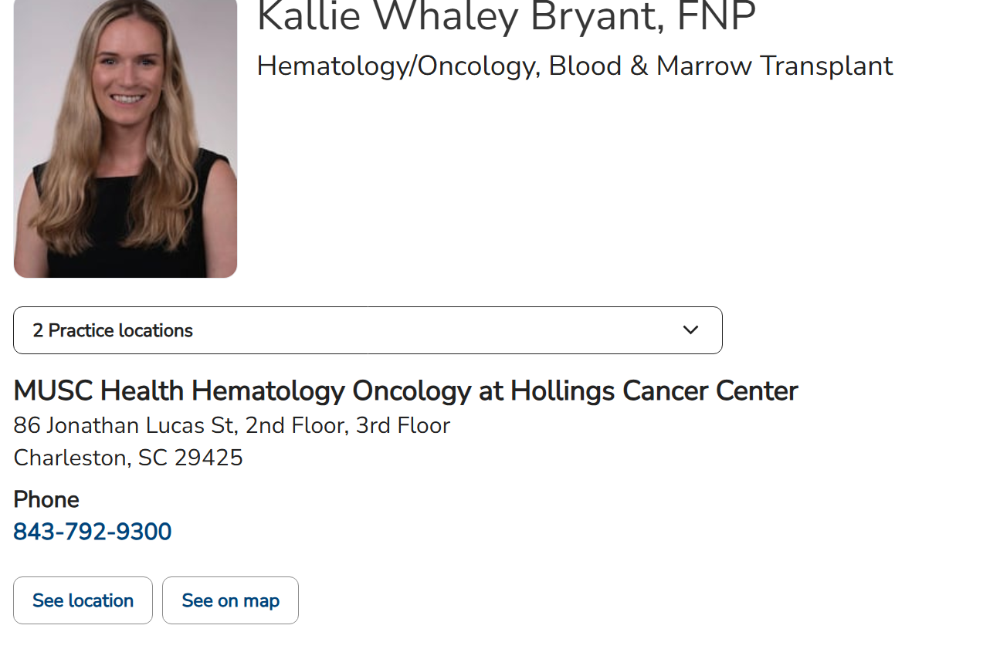 Kallie Whaley Bryant, FNP
Hematology/Oncology, Blood & Marrow Transplant
2 Practice locations
MUSC Health Hematology Oncology at Hollings Cancer Center
86 Jonathan Lucas St, 2nd Floor, 3rd Floor
Charleston, SC 29425
Phone
843-792-9300
See location
See on map